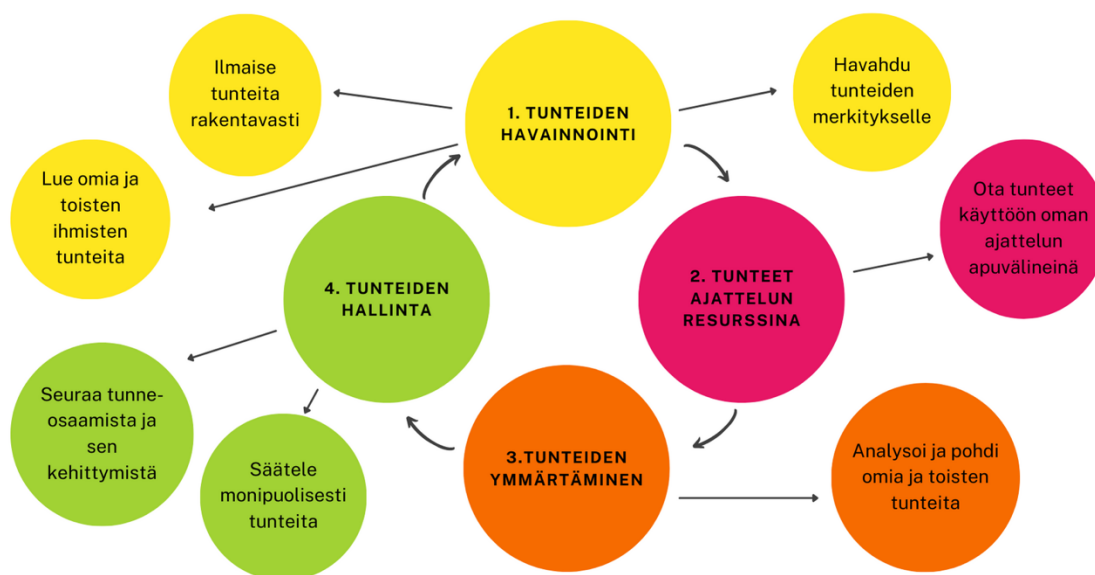 1. TUNTEIDEN
HAVAINNOINTI
Ilmaise
tunteita
rakentavasti
Havahdu
tunteiden
merkitykselle
Lue omia ja
toisten
ihmisten
tunteita
2. TUNTEET
AJATTELUN
RESURSSINA
Ota tunteet
käyttöön oman
ajattelun
apuvälineinä
3.TUNTEIDEN
YMMÄRTÄMINEN
Analysoi ja pohdi
omia ja toisten
tunteita
4. TUNTEIDEN
HALLINTA
Seuraa tunne-
osaamista ja
sen
kehittymistä
Säätele
monipuolisesti
tunteita